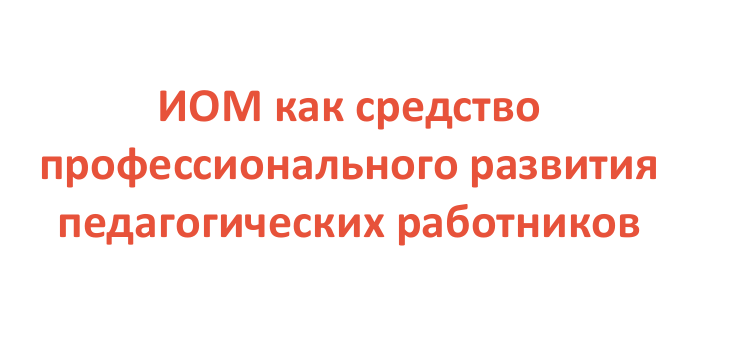 ИОМ как средство
профессионального развития
педагогических работников